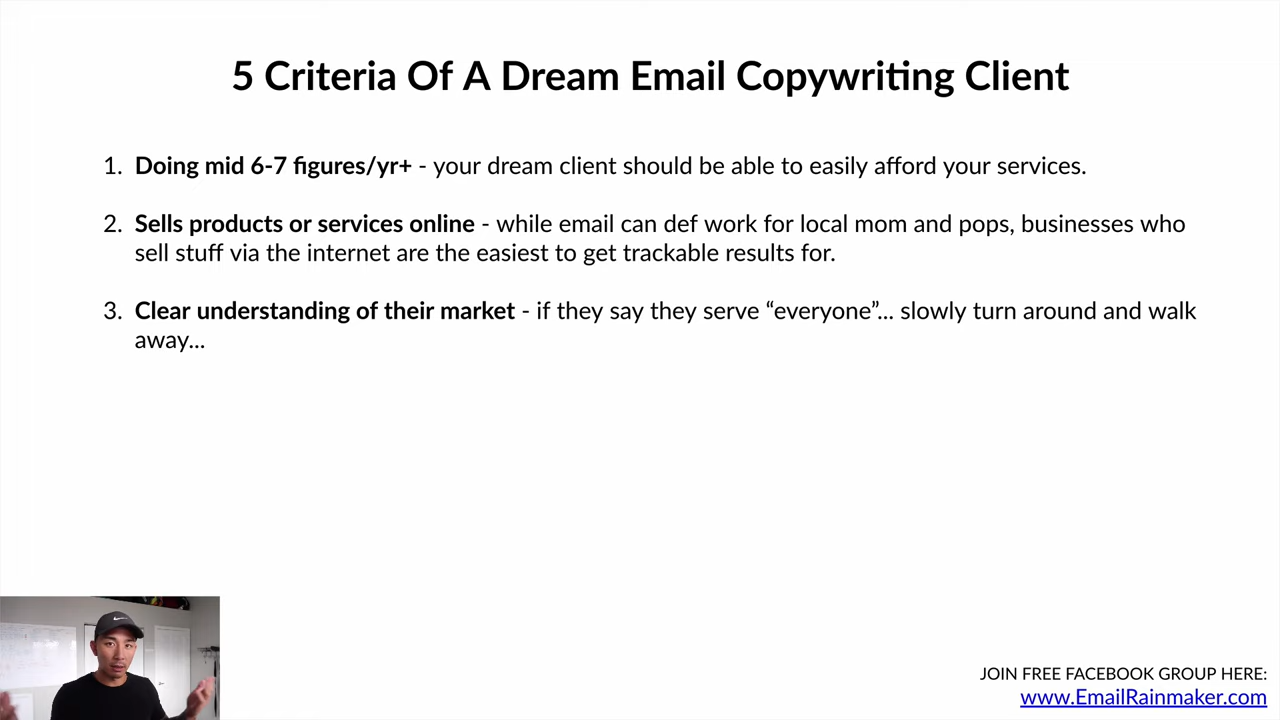 5 Criteria Of A Dream Email Copywriting Client
1. Doing mid 6-7 figures/yr+ - your dream client should be able to easily afford your services.
2. Sells products or services online - while email can def work for local mom and pops, businesses who
sell stuff via the internet are the easiest to get trackable results for.
3. Clear understanding of their market - if they say they serve “everyone”... slowly turn around and walk
away...
JOIN FREE FACEBOOK GROUP HERE:
www.EmailRainmaker.com